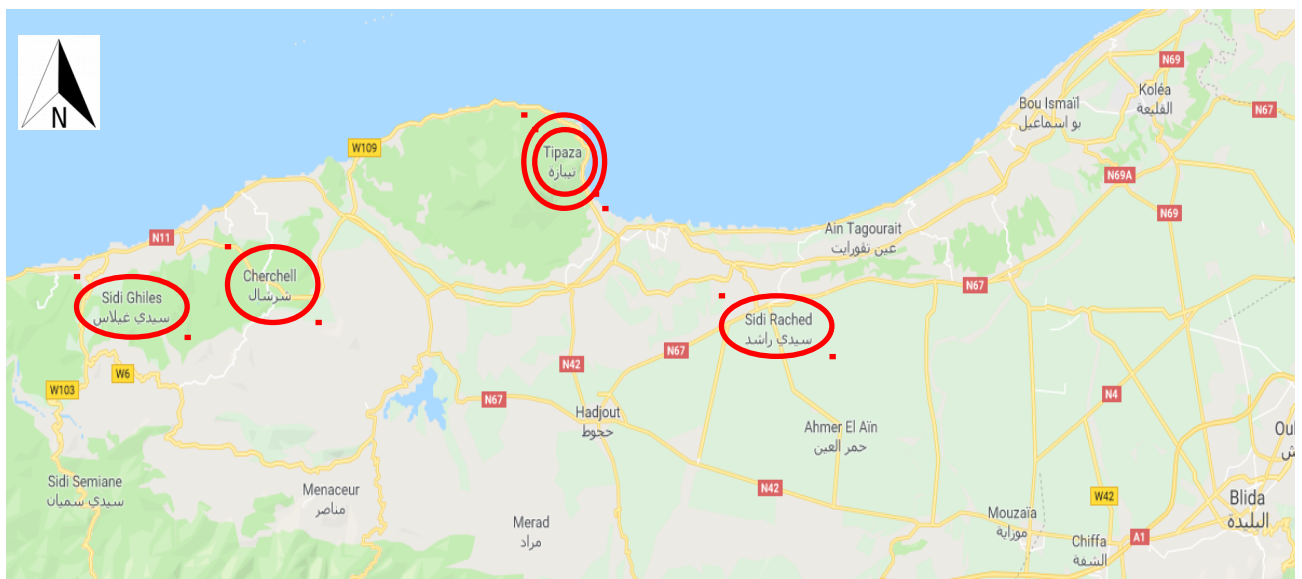 N
W109
Tipaza
تيبازة
Bou Ismaïl
بو اسماعيل
Koléa
القليعة
N69
N67
N69A
N69
Ain Tagourait
عين تقورايت
N67
N11
Cherchell
شرشال
Sidi Ghiles
سيدي غيلاس
Sidi Rached
سيدي راشد
N67
N42
W6
W103
N67
Hadjout
حجوط
Ahmer El Aïn
حمر العين
N4
Sidi Semiane
سيدي سميان
Menaceur
مناصر
Merad
مراد
N42
Mouzaïa
موزاية
W42
Chiffa
الشفة
A1
Blida
البليدة